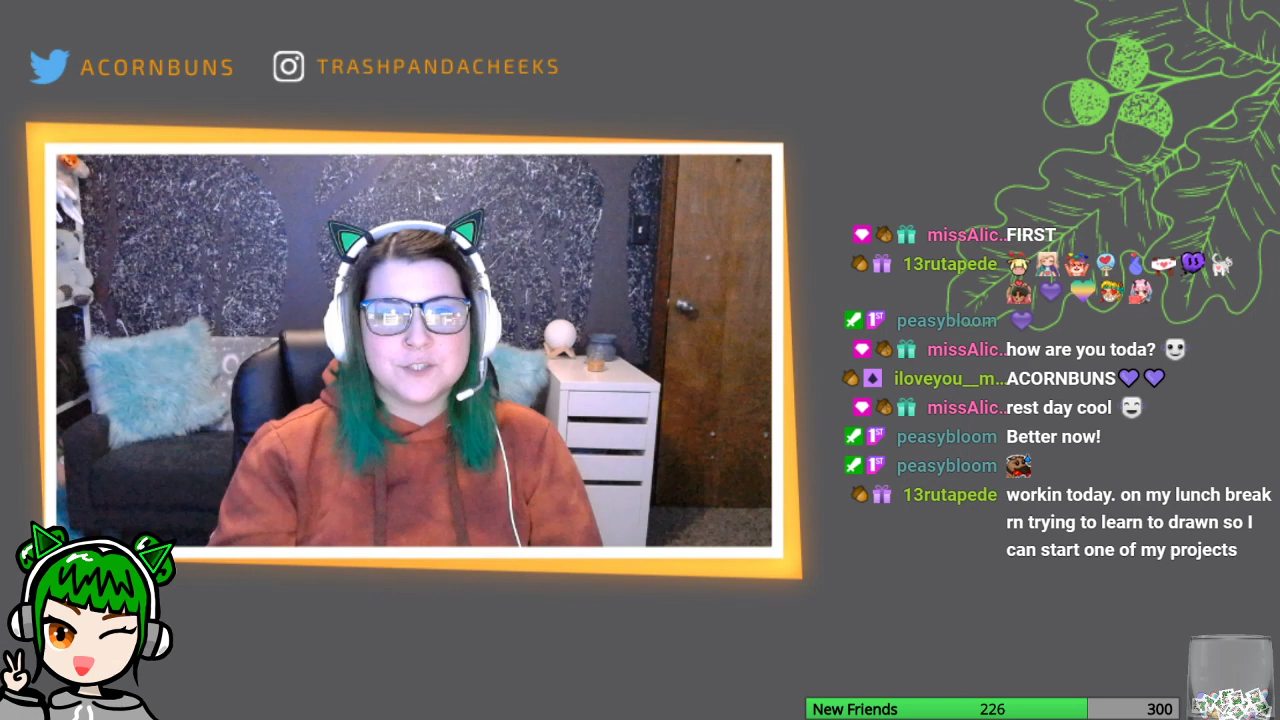 ACORNBUNS
TRASHPANDACHEEKS
missAlic.. FIRST
13rutapede
peasybloom
missAlic.. how are you toda?
iloveyou__m... ACORNBUNS
missAlic.. rest day cool
peasybloom Better now!
peasybloom
13rutapede workin today. on my lunch break
rn trying to learn to drawn so I
can start one of my projects
New Friends 226 300